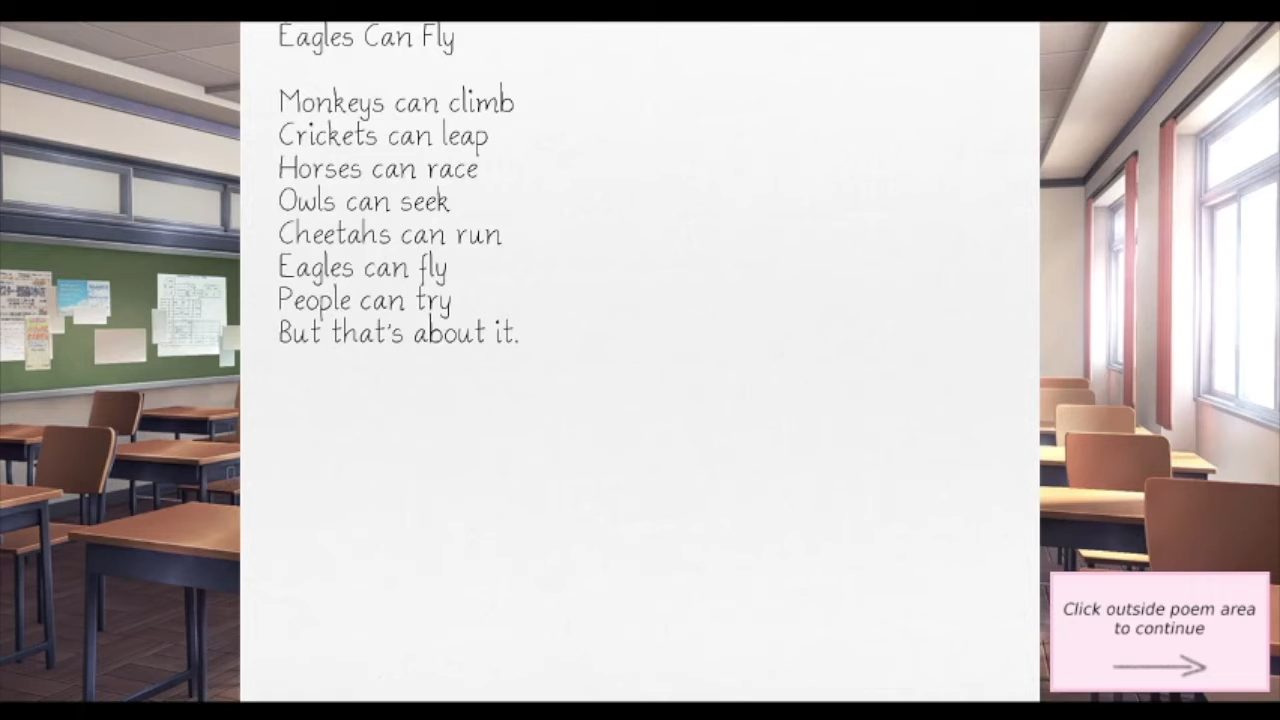 Eagles Can Fly
Monkeys can climb
Crickets can leap
Horses can race
Owls can seek
Cheetahs can run
Eagles can fly
People can try
But that's about it.
Click outside poem area
to continue